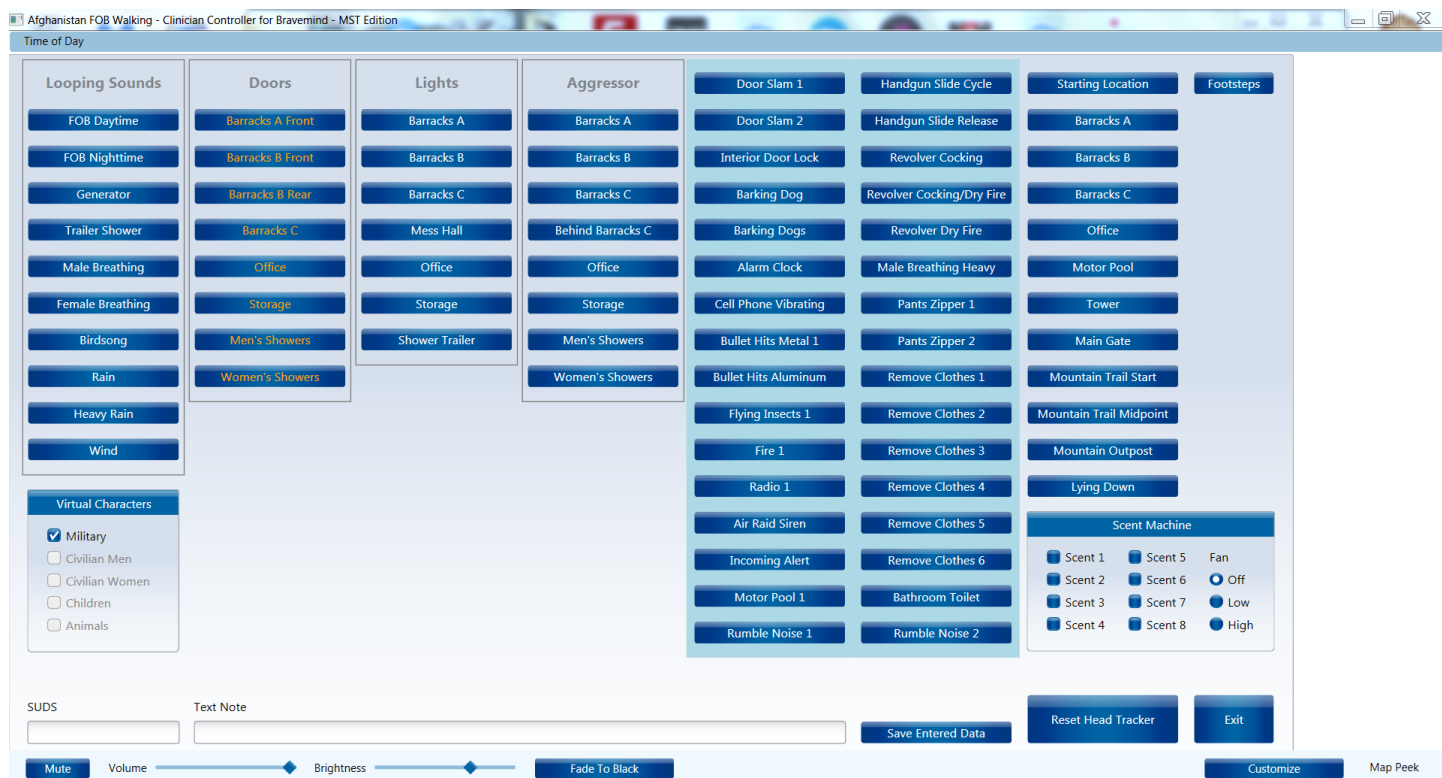 Afghanistan FOB Walking - Clinician Controller for Bravemind - MST Edition
Time of Day
Looping Sounds
FOB Daytime
FOB Nighttime
Generator
Trailer Shower
Male Breathing
Female Breathing
Birdsong
Rain
Heavy Rain
Wind
Virtual Characters
Military
Civilian Men
Civilian Women
Children
Animals
Doors
Barracks A Front
Barracks B Front
Barracks B Rear
Barracks C
Office
Storage
Men's Showers
Women's Showers
Lights
Barracks A
Barracks B
Barracks C
Mess Hall
Office
Storage
Shower Trailer
Aggressor
Barracks A
Barracks B
Barracks C
Behind Barracks C
Office
Storage
Men's Showers
Women's Showers
Door Slam 1
Door Slam 2
Interior Door Lock
Barking Dog
Barking Dogs
Alarm Clock
Cell Phone Vibrating
Bullet Hits Metal 1
Bullet Hits Aluminum
Flying Insects 1
Fire 1
Radio 1
Air Raid Siren
Incoming Alert
Motor Pool 1
Rumble Noise 1
Handgun Slide Cycle
Handgun Slide Release
Revolver Cocking
Revolver Cocking/Dry Fire
Revolver Dry Fire
Male Breathing Heavy
Pants Zipper 1
Pants Zipper 2
Remove Clothes 1
Remove Clothes 2
Remove Clothes 3
Remove Clothes 4
Remove Clothes 5
Remove Clothes 6
Bathroom Toilet
Rumble Noise 2
Starting Location
Barracks A
Barracks B
Barracks C
Office
Motor Pool
Tower
Main Gate
Mountain Trail Start
Mountain Trail Midpoint
Mountain Outpost
Lying Down
Footsteps
Scent Machine
Scent 1 Scent 5 Fan
Scent 2 Scent 6 Off
Scent 3 Scent 7 Low
Scent 4 Scent 8 High
SUDS
Text Note
Save Entered Data
Reset Head Tracker
Exit
Mute
Volume
Brightness
Fade To Black
Customize
Map Peek